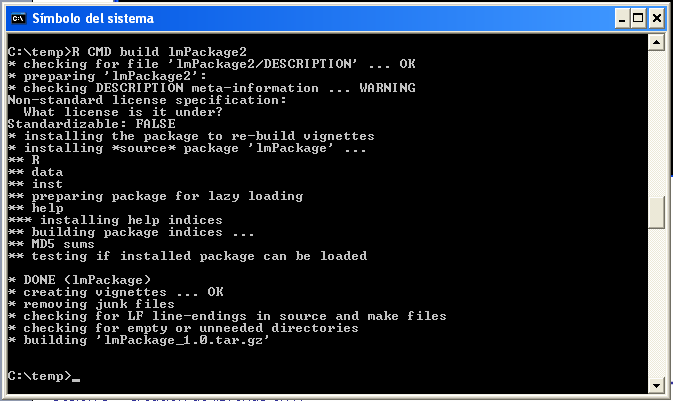 Símbolo del sistema
C:\temp>R CMD build lmPackage2
* checking for file 'lmPackage2/DESCRIPTION' ... OK
* preparing 'lmPackage2':
* checking DESCRIPTION meta-information ... WARNING
Non-standard license specification:
  What license is it under?
Standardizable: FALSE
* installing the package to re-build vignettes
* installing *source* package 'lmPackage' ...
** R
** data
** inst
** preparing package for lazy loading
** help
*** installing help indices
** building package indices ...
** MD5 sums
** testing if installed package can be loaded

* DONE (lmPackage)
* creating vignettes ... OK
* removing junk files
* checking for LF line-endings in source and make files
* checking for empty or unneeded directories
* building 'lmPackage_1.0.tar.gz'

C:\temp>_